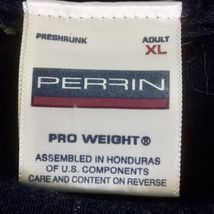 PRESHRUNK
ADULT
XL
PERRIN
PRO WEIGHT®
ASSEMBLED IN HONDURAS
OF U.S. COMPONENTS
CARE AND CONTENT ON REVERSE